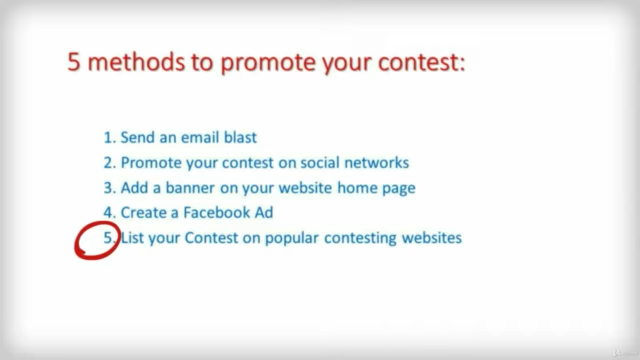 5 methods to promote your contest:
1. Send an email blast
2. Promote your contest on social networks
3. Add a banner on your website home page
4. Create a Facebook Ad
5. List your Contest on popular contesting websites